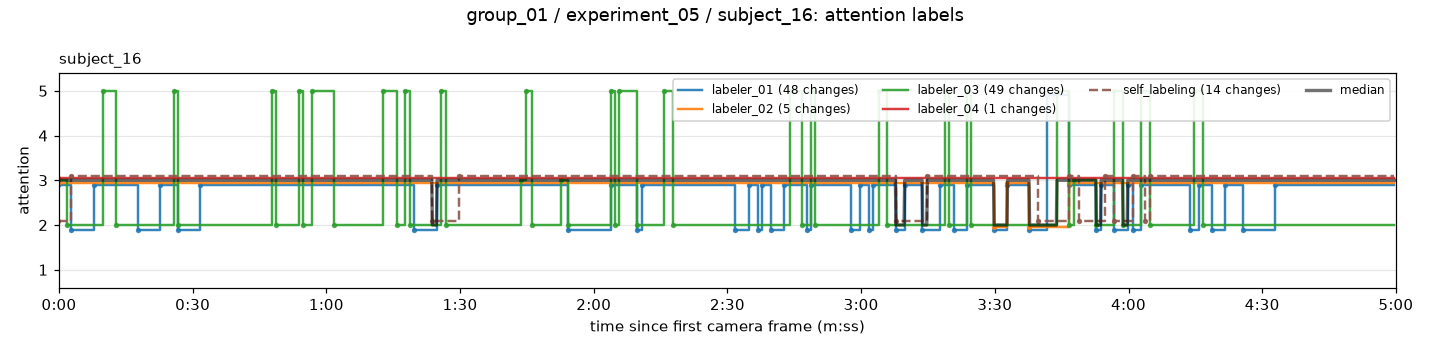 group_01 / experiment_05 / subject_16: attention labels
subject_16
labeler_01 (48 changes)
labeler_02 (5 changes)
labeler_03 (49 changes)
labeler_04 (1 changes)
self_labeling (14 changes)
median
attention
5
4
3
2
1
0:00 0:30 1:00 1:30 2:00 2:30 3:00 3:30 4:00 4:30 5:00
time since first camera frame (m:ss)